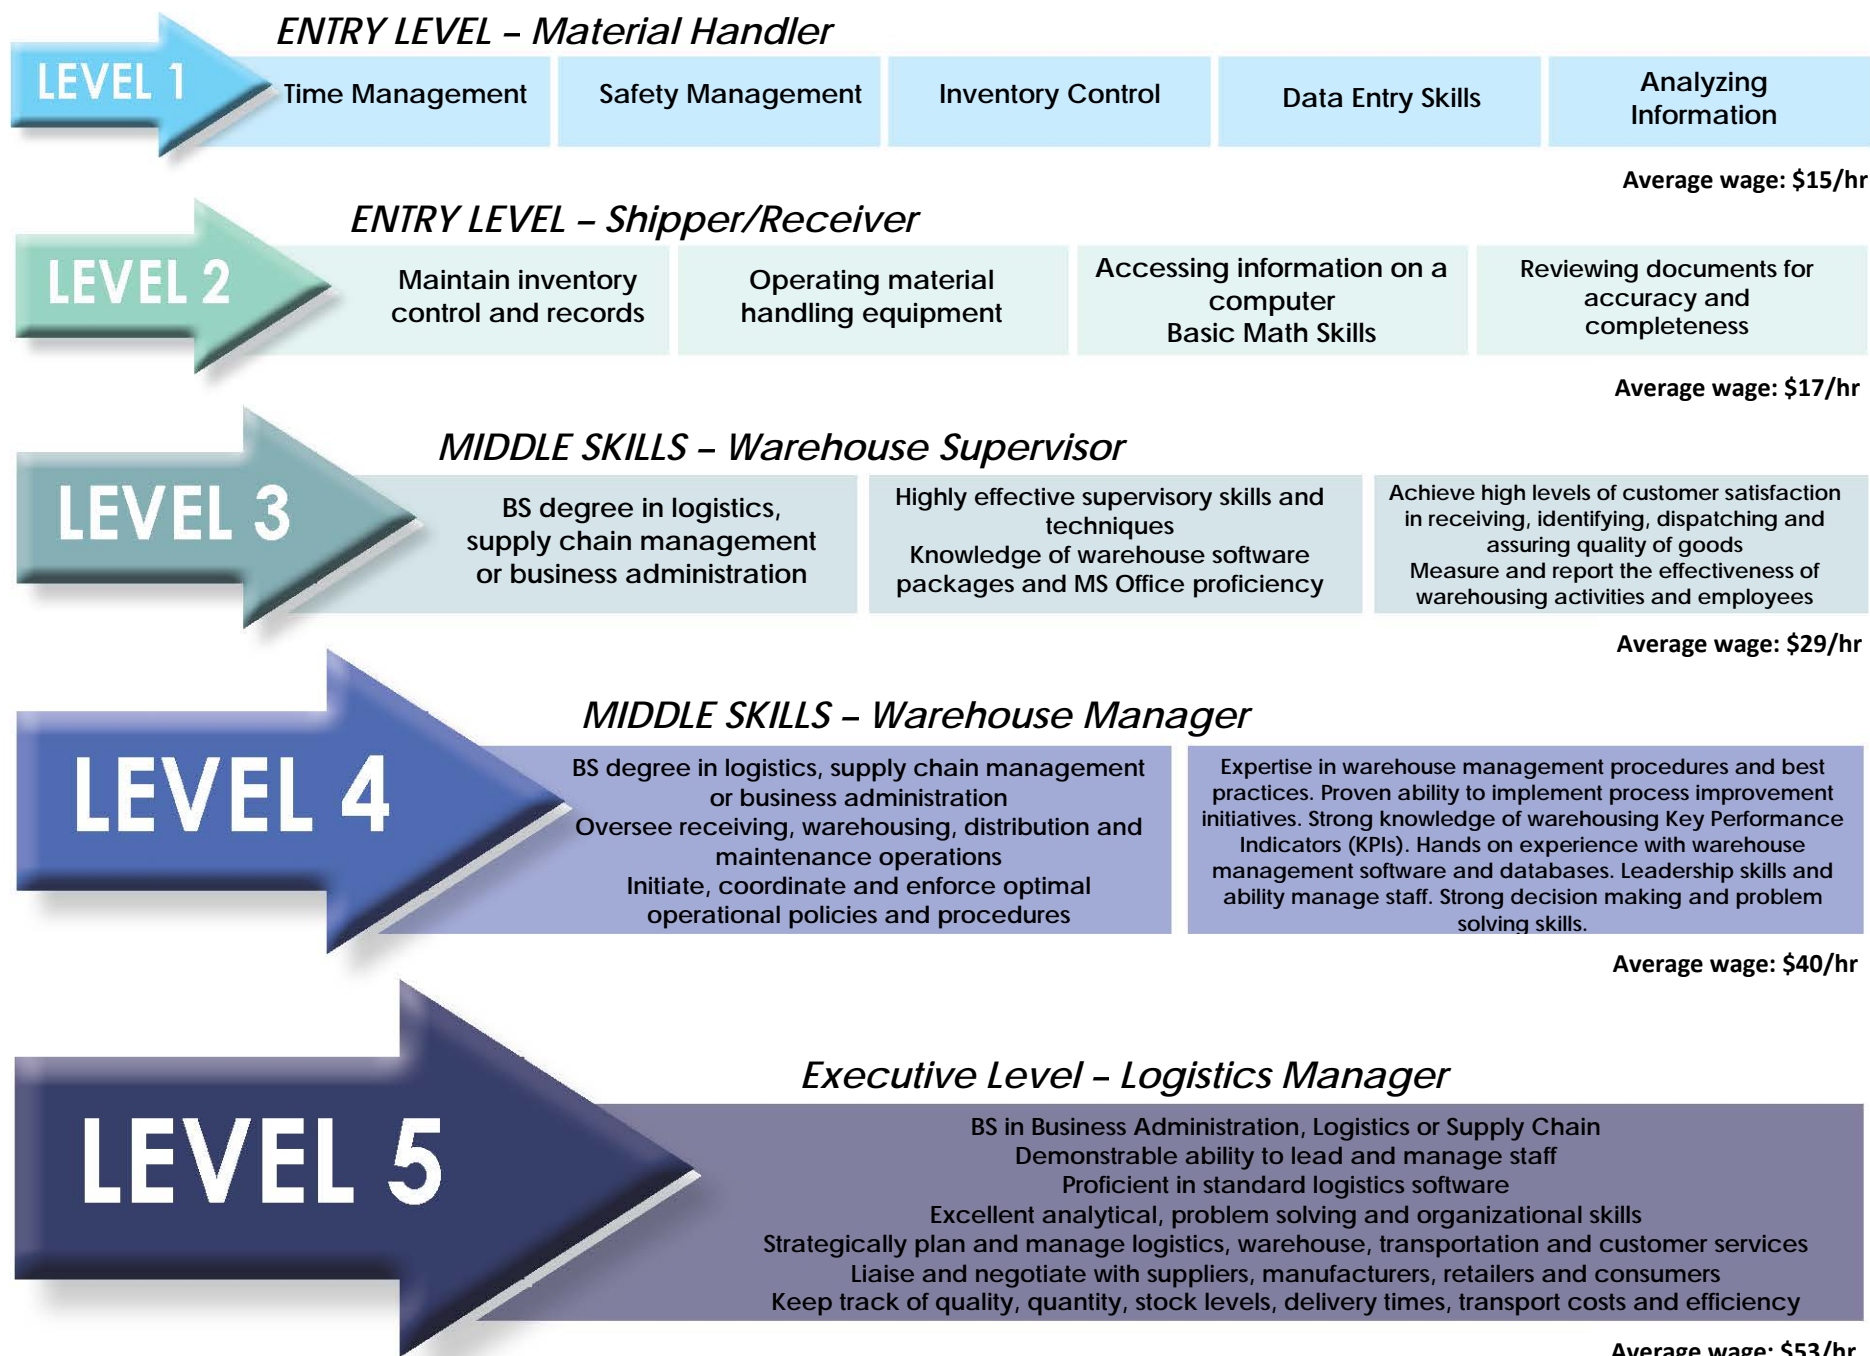 ENTRY LEVEL – Material Handler
LEVEL 1
Time Management
Safety Management
Inventory Control
Data Entry Skills
Analyzing
Information
Average wage: $15/hr
ENTRY LEVEL – Shipper/Receiver
LEVEL 2
Maintain inventory
control and records
Operating material
handling equipment
Accessing information on a
computer
Basic Math Skills
Reviewing documents for
accuracy and
completeness
Average wage: $17/hr
MIDDLE SKILLS – Warehouse Supervisor
LEVEL 3
BS degree in logistics,
supply chain management
or business administration
Highly effective supervisory skills and
techniques
Knowledge of warehouse software
packages and MS Office proficiency
Achieve high levels of customer satisfaction
in receiving, identifying, dispatching and
assuring quality of goods
Measure and report the effectiveness of
warehousing activities and employees
Average wage: $29/hr
MIDDLE SKILLS – Warehouse Manager
LEVEL 4
BS degree in logistics, supply chain management
or business administration
Oversee receiving, warehousing, distribution and
maintenance operations
Initiate, coordinate and enforce optimal
operational policies and procedures
Expertise in warehouse management procedures and best
practices. Proven ability to implement process improvement
initiatives. Strong knowledge of warehousing Key Performance
Indicators (KPIs). Hands on experience with warehouse
management software and databases. Leadership skills and
ability manage staff. Strong decision making and problem
solving skills.
Average wage: $40/hr
Executive Level – Logistics Manager
LEVEL 5
BS in Business Administration, Logistics or Supply Chain
Demonstrable ability to lead and manage staff
Proficient in standard logistics software
Excellent analytical, problem solving and organizational skills
Strategically plan and manage logistics, warehouse, transportation and customer services
Liaise and negotiate with suppliers, manufacturers, retailers and consumers
Keep track of quality, quantity, stock levels, delivery times, transport costs and efficiency
Average wage: $53/hr